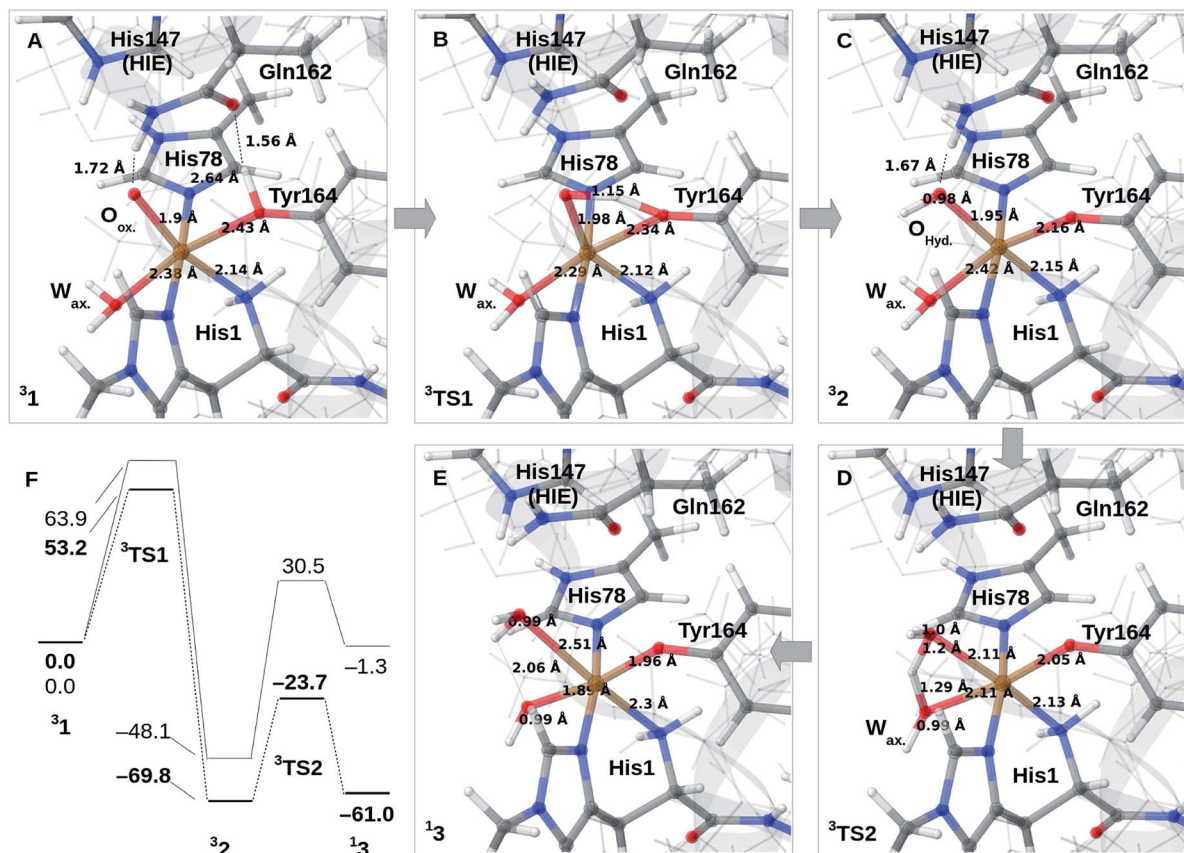 A
His147
(HIE)
Gln162
1.56 Å
1.72 Å
His78
2.64 Å
Tyr164
Oox.
1.9 Å
2.43 Å
2.38 Å
2.14 Å
Wax.
His1
³1
B
His147
(HIE)
Gln162
His78
1.15 Å
Tyr164
1.98 Å
2.34 Å
2.29 Å
2.12 Å
Wax.
His1
³TS1
C
His147
(HIE)
Gln162
1.67 Å
His78
0.98 Å
Tyr164
1.95 Å
2.16 Å
OHyd.
2.42 Å
2.15 Å
Wax.
His1
³2
F
63.9
53.2
³TS1
30.5
0.0
0.0
–1.3
–23.7
³1
–48.1
³TS2
–69.8
–61.0
³2
¹3
E
His147
(HIE)
Gln162
His78
0.99 Å
Tyr164
2.51 Å
2.06 Å
1.96 Å
1.89 Å
2.3 Å
0.99 Å
His1
¹3
D
His147
(HIE)
Gln162
His78
1.0 Å
Tyr164
1.2 Å
2.11 Å
2.05 Å
1.29 Å
2.11 Å
2.13 Å
0.99 Å
Wax.
His1
³TS2